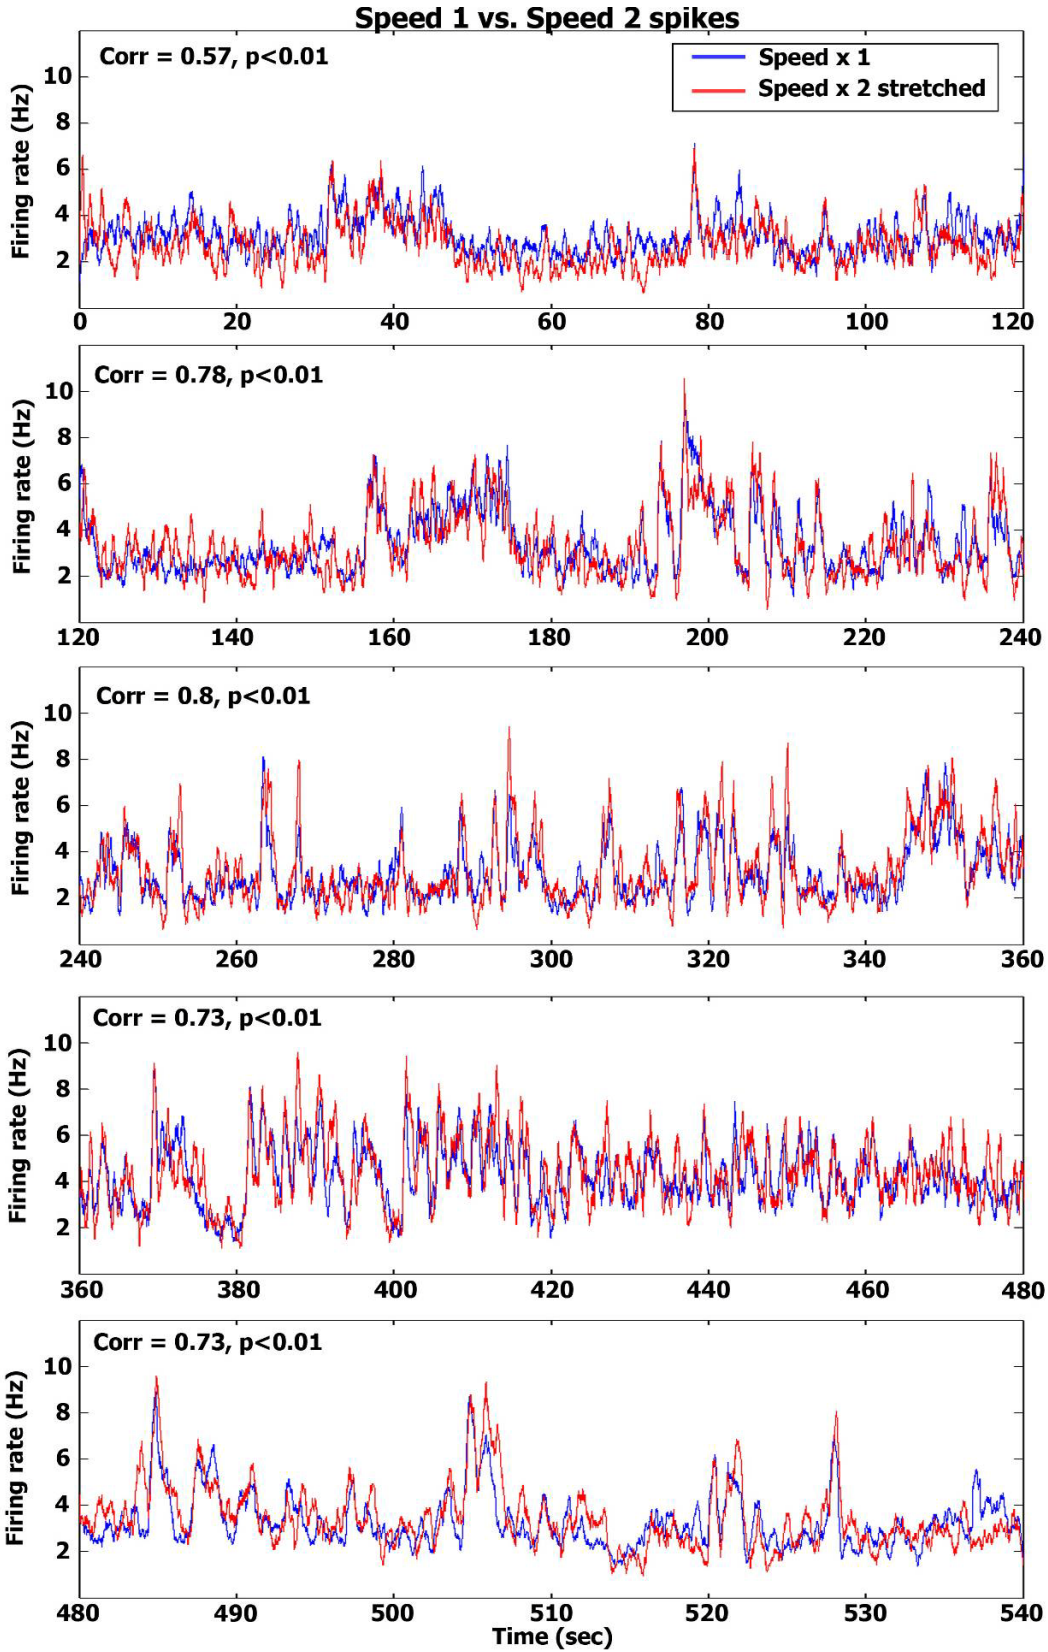 Speed 1 vs. Speed 2 spikes
Corr = 0.57, p<0.01
Speed x 1
Speed x 2 stretched
Firing rate (Hz)
10
8
6
4
2
0 20 40 60 80 100 120
Corr = 0.78, p<0.01
Firing rate (Hz)
10
8
6
4
2
120 140 160 180 200 220 240
Corr = 0.8, p<0.01
Firing rate (Hz)
10
8
6
4
2
240 260 280 300 320 340 360
Corr = 0.73, p<0.01
Firing rate (Hz)
10
8
6
4
2
360 380 400 420 440 460 480
Corr = 0.73, p<0.01
Firing rate (Hz)
10
8
6
4
2
480 490 500 510 520 530 540
Time (sec)